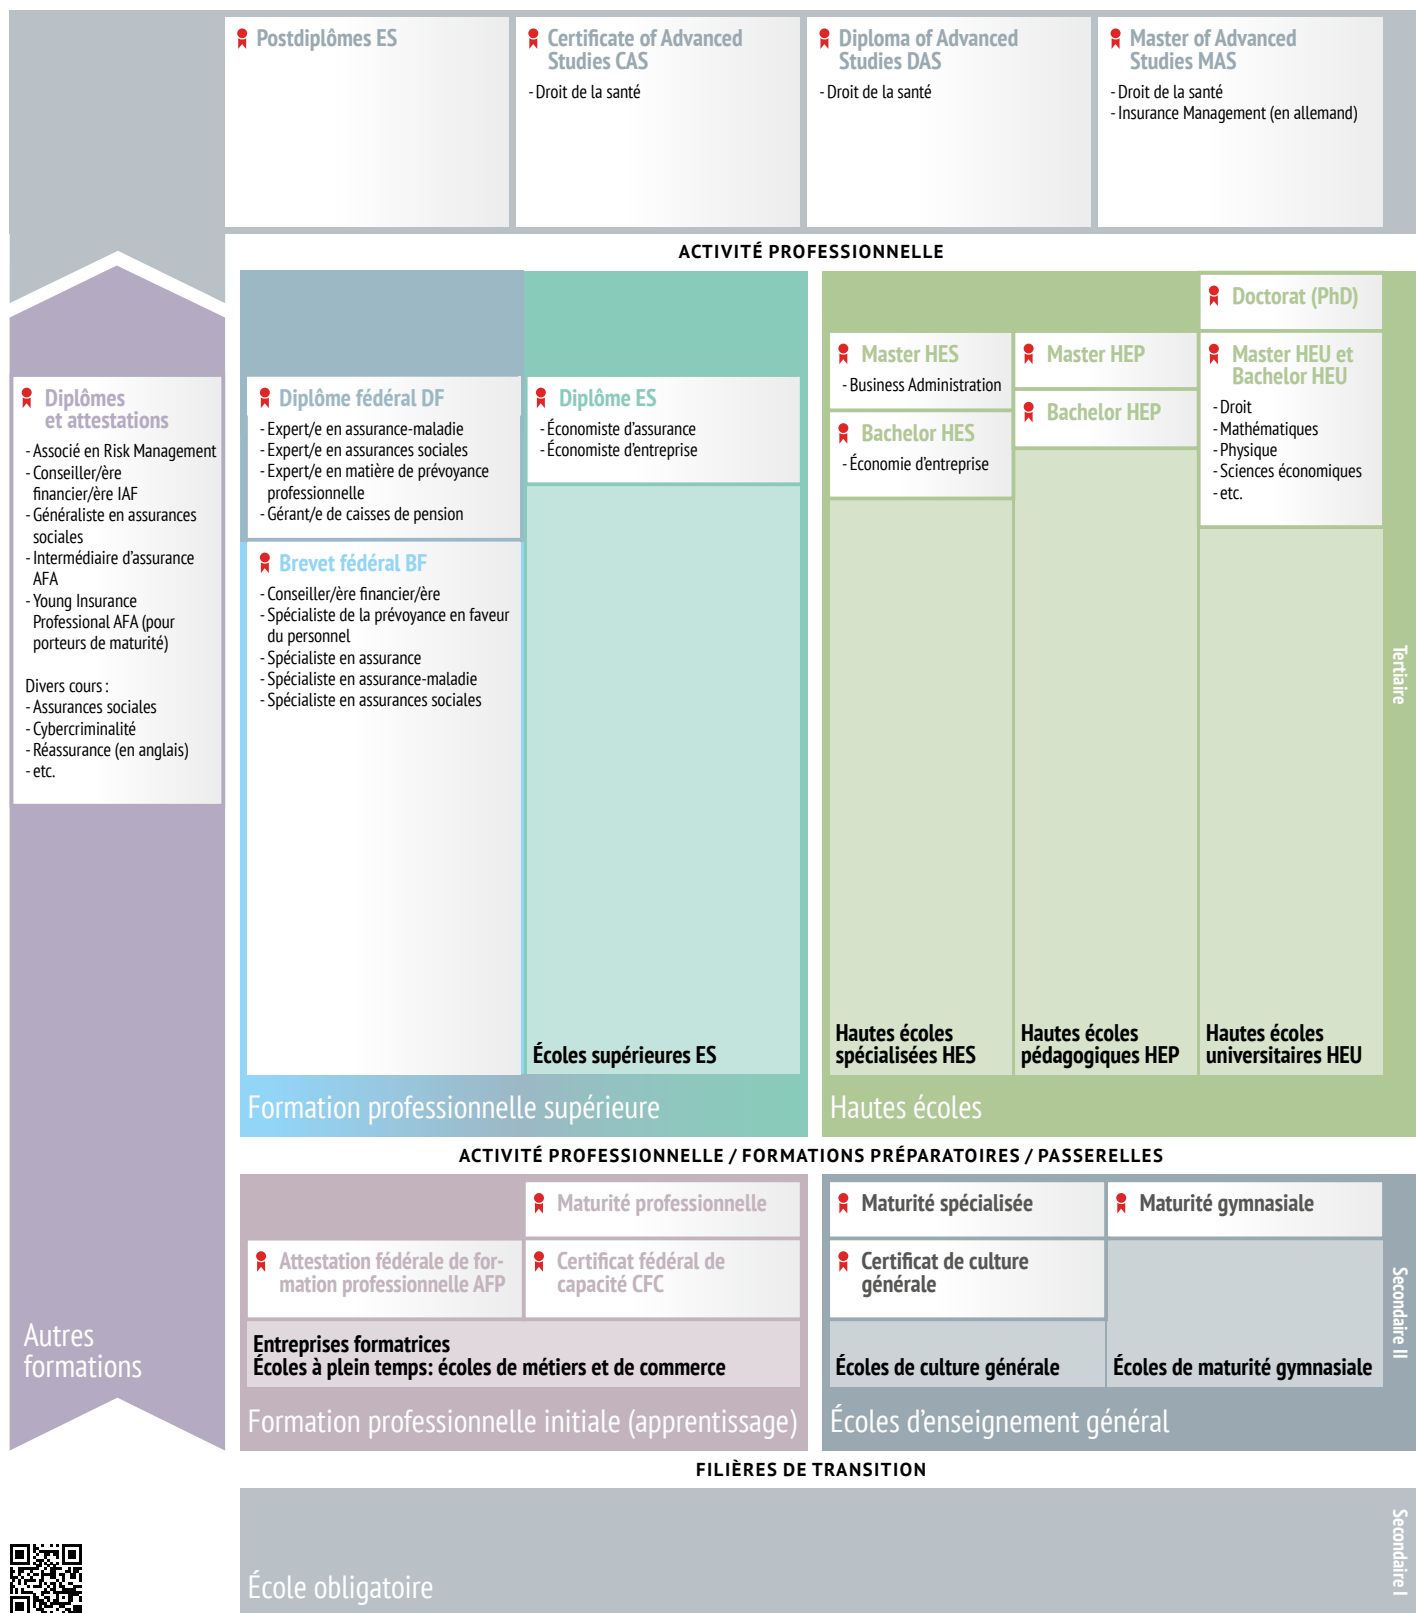 Postdiplômes ES
Certificate of Advanced
Studies CAS
- Droit de la santé
Diploma of Advanced
Studies DAS
- Droit de la santé
Master of Advanced
Studies MAS
- Droit de la santé
- Insurance Management (en allemand)
ACTIVITÉ PROFESSIONNELLE
Diplômes
et attestations
- Associé en Risk Management
- Conseiller/ère
financier/ère IAF
- Généraliste en assurances
sociales
- Intermédiaire d'assurance
AFA
- Young Insurance
Professional AFA (pour
porteurs de maturité)
Divers cours :
- Assurances sociales
- Cybercriminalité
- Réassurance (en anglais)
- etc.
Autres
formations
Diplôme fédéral DF
- Expert/e en assurance-maladie
- Expert/e en assurances sociales
- Expert/e en matière de prévoyance
professionnelle
- Gérant/e de caisses de pension
Brevet fédéral BF
- Conseiller/ère financier/ère
- Spécialiste de la prévoyance en faveur
du personnel
- Spécialiste en assurance
- Spécialiste en assurance-maladie
- Spécialiste en assurances sociales
Diplôme ES
- Économiste d'assurance
- Économiste d'entreprise
Écoles supérieures ES
Formation professionnelle supérieure
Master HES
- Business Administration
Bachelor HES
- Économie d'entreprise
Hautes écoles
spécialisées HES
Master HEP
Bachelor HEP
Hautes écoles
pédagogiques HEP
Doctorat (PhD)
Master HEU et
Bachelor HEU
- Droit
- Mathématiques
- Physique
- Sciences économiques
- etc.
Hautes écoles
universitaires HEU
Hautes écoles
Tertiaire
ACTIVITÉ PROFESSIONNELLE / FORMATIONS PRÉPARATOIRES / PASSERELLES
Maturité professionnelle
Attestation fédérale de for-
mation professionnelle AFP
Certificat fédéral de
capacité CFC
Entreprises formatrices
Écoles à plein temps: écoles de métiers et de commerce
Formation professionnelle initiale (apprentissage)
Maturité spécialisée
Certificat de culture
générale
Écoles de culture générale
Maturité gymnasiale
Écoles de maturité gymnasiale
Écoles d'enseignement général
Secondaire II
FILIÈRES DE TRANSITION
École obligatoire
Secondaire I